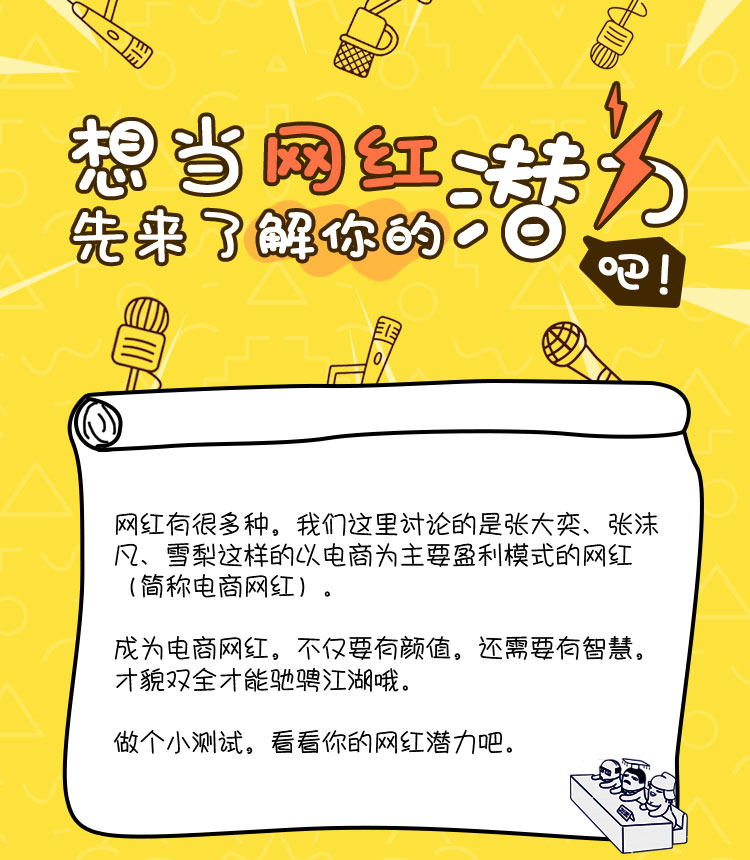 想当网红潜力
先来了解你的
吧!
网红有很多种。我们这里讨论的是张大奕、张沫
凡、雪梨这样的以电商为主要盈利模式的网红
（简称电商网红）。
成为电商网红，不仅要有颜值，还需要有智慧，
才貌双全才能驰骋江湖哦。
做个小测试，看看你的网红潜力吧。